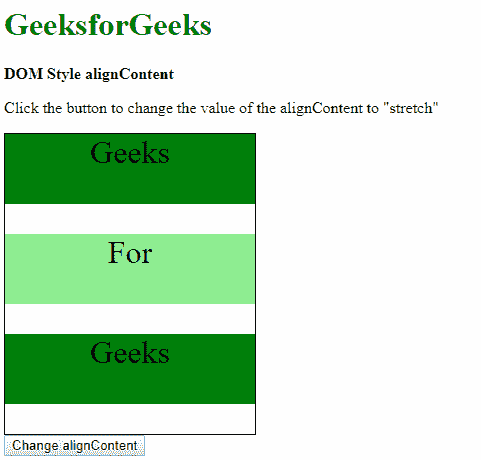 GeeksforGeeks
DOM Style alignContent
Click the button to change the value of the alignContent to "stretch"
Geeks
For
Geeks
Change alignContent